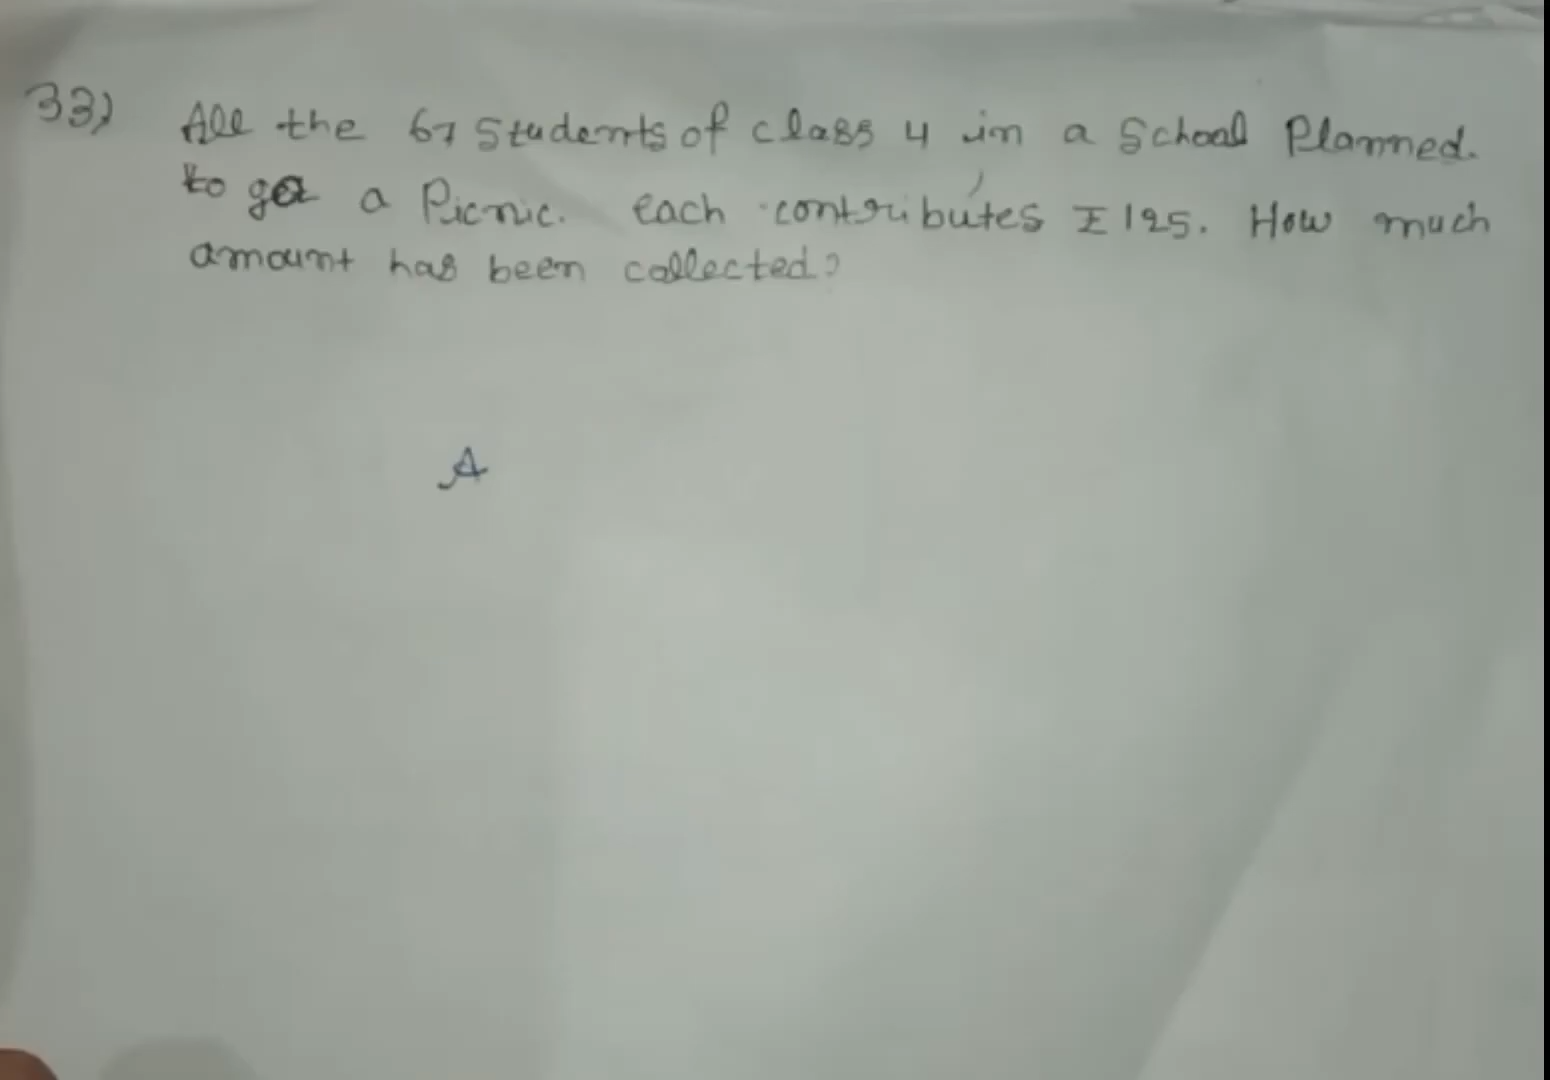 33) All the 67 Students of class 4 in a School Planned.
to go a Picnic. each contributes ₹125. How much
amount has been collected?
A